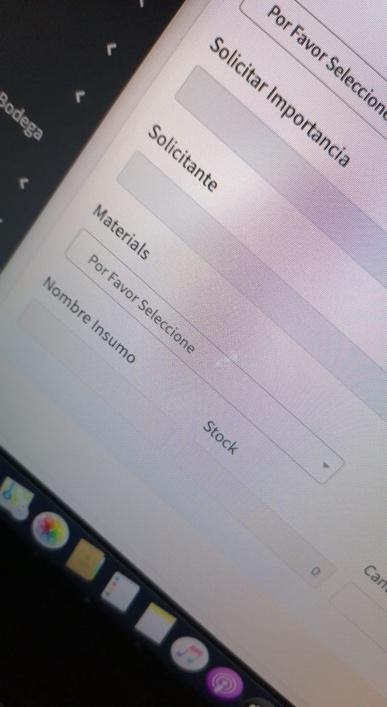 Por Favor Seleccione
Solicitar Importancia
Solicitante
Materials
Por Favor Seleccione
Nombre Insumo
Stock
0
Bodega